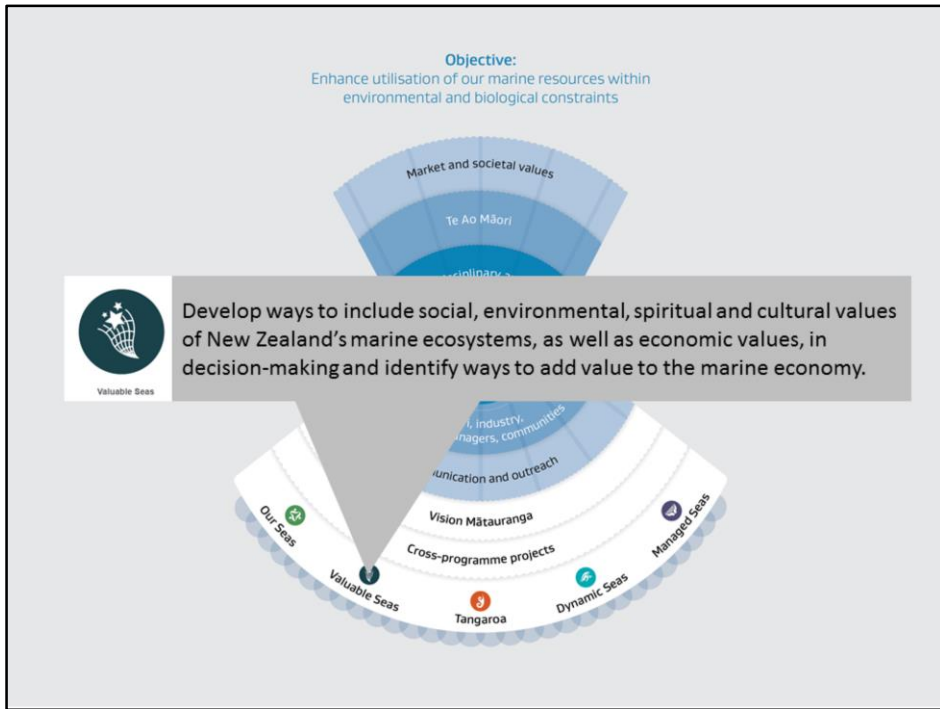 Objective:
Enhance utilisation of our marine resources within
environmental and biological constraints
Market and societal values
Te Ao Māori
Develop ways to include social, environmental, spiritual and cultural values
of New Zealand’s marine ecosystems, as well as economic values, in
decision-making and identify ways to add value to the marine economy.
Valuable Seas
industry,
communities
and outreach
Vision Mātauranga
Cross-programme projects
Our Seas
Valuable Seas
Tangaroa
Dynamic Seas
Managed Seas